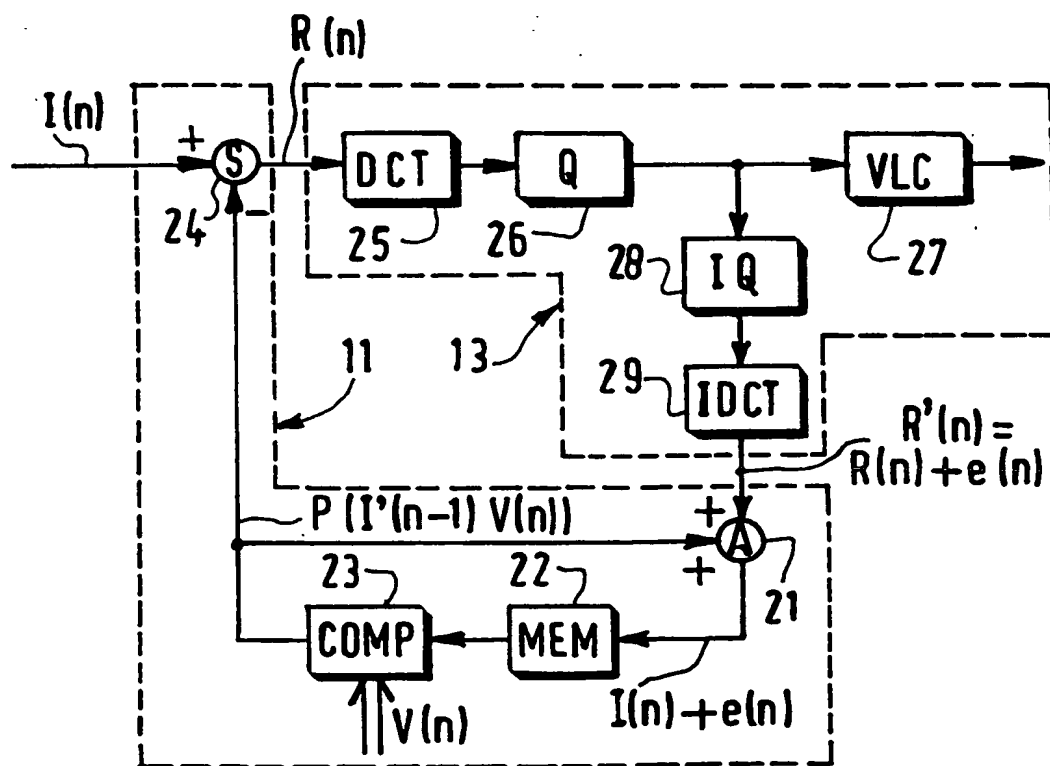 R(n)
I(n)
+
S
-
24
DCT
25
Q
26
VLC
27
IQ
28
11
13
29
IDCT
R'(n) =
R(n)+e(n)
P(I'(n-1) V(n))
+
A
+
21
23
22
COMP
MEM
I(n)+e(n)
V(n)